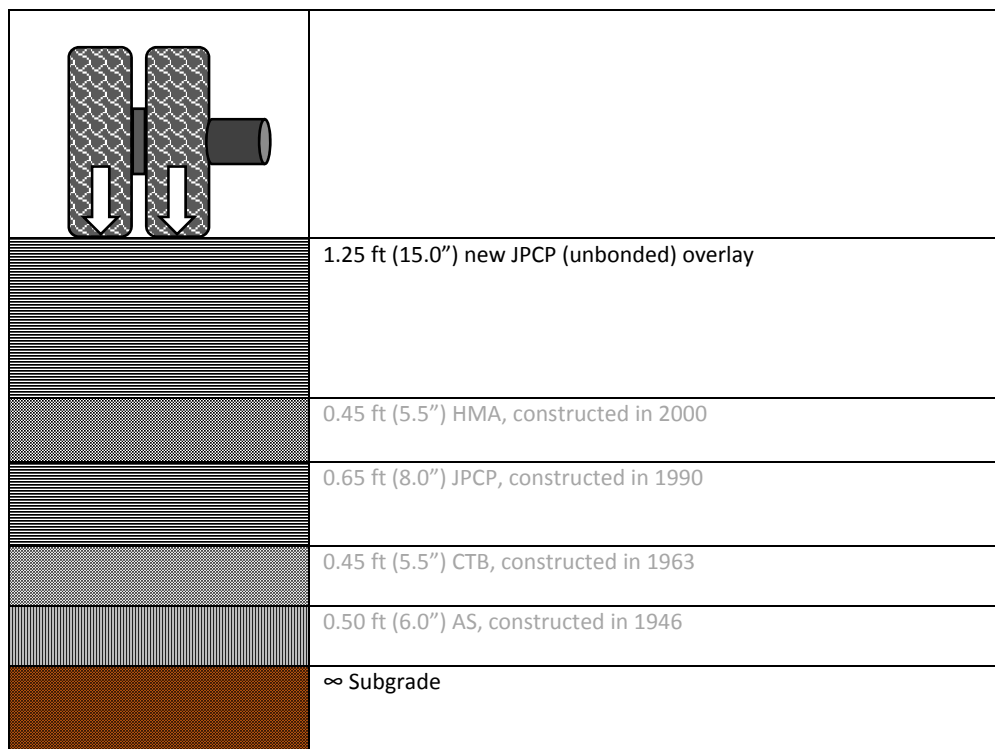 1.25 ft (15.0”) new JPCP (unbonded) overlay
0.45 ft (5.5”) HMA, constructed in 2000
0.65 ft (8.0”) JPCP, constructed in 1990
0.45 ft (5.5”) CTB, constructed in 1963
0.50 ft (6.0”) AS, constructed in 1946
∞ Subgrade